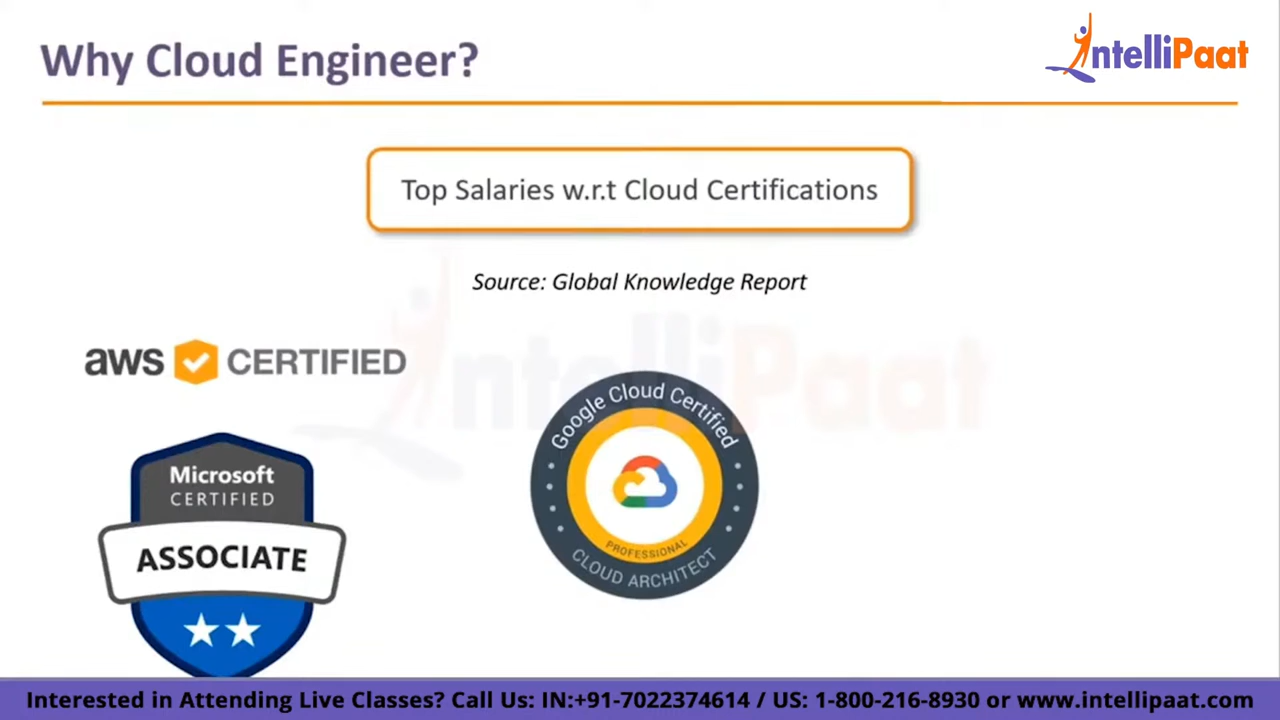 Why Cloud Engineer?
IntelliPaat
Top Salaries w.r.t Cloud Certifications
Source: Global Knowledge Report
IntelliPaat
aws CERTIFIED
Google Cloud Certified
PROFESSIONAL
CLOUD ARCHITECT
Microsoft
CERTIFIED
ASSOCIATE
Interested in Attending Live Classes? Call Us: IN:+91-7022374614 / US: 1-800-216-8930 or www.intellipaat.com